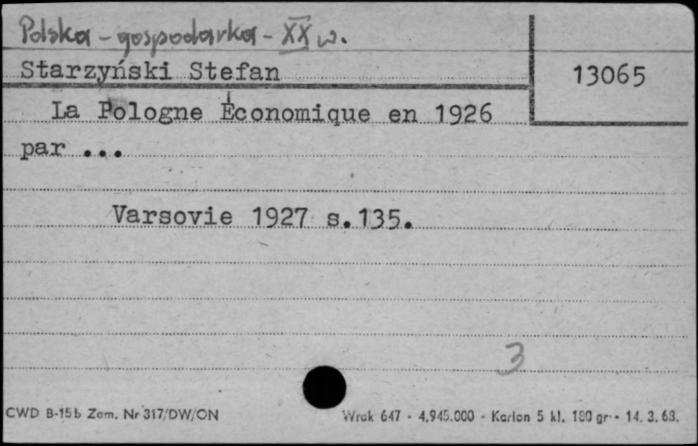 Polska - gospodarka - XX w.
Starzyński Stefan
13065
La Pologne Économique en 1926
par ...
Varsovie 1927 s.135.
3
CWD B-15b Zam. Nr 317/DW/ON
Wrak 647 - 4.945.000 - Karton 5 kl. 180 gr - 14. 3. 63.